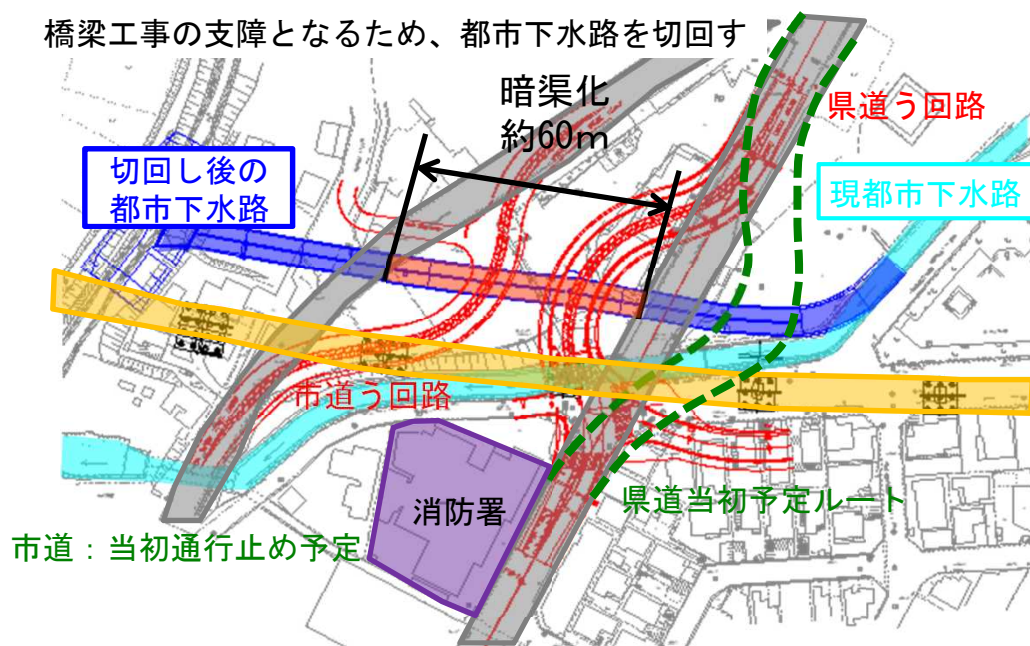 橋梁工事の支障となるため、都市下水路を切回す
暗渠化
約60m
県道う回路
切回し後の
都市下水路
現都市下水路
市道う回路
県道当初予定ルート
消防署
市道：当初通行止め予定